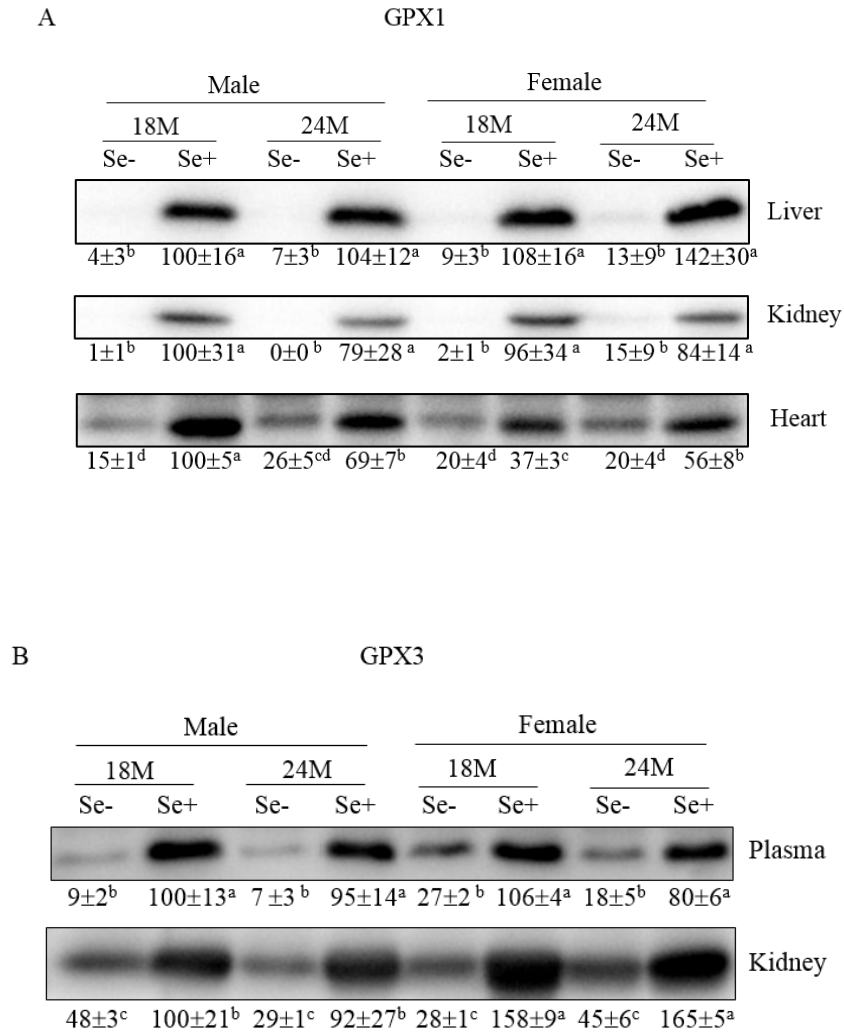 A GPX1
Male Female
18M 24M 18M 24M
Se- Se+ Se- Se+ Se- Se+ Se- Se+
Liver
4±3ᵇ 100±16ᵃ 7±3ᵇ 104±12ᵃ 9±3ᵇ 108±16ᵃ 13±9ᵇ 142±30ᵃ
Kidney
1±1ᵇ 100±31ᵃ 0±0 ᵇ 79±28 ᵃ 2±1 ᵇ 96±34 ᵃ 15±9 ᵇ 84±14 ᵃ
Heart
15±1ᵈ 100±5ᵃ 26±5ᶜᵈ 69±7ᵇ 20±4ᵈ 37±3ᶜ 20±4ᵈ 56±8ᵇ
B GPX3
Male Female
18M 24M 18M 24M
Se- Se+ Se- Se+ Se- Se+ Se- Se+
Plasma
9±2ᵇ 100±13ᵃ 7 ±3 ᵇ 95±14ᵃ 27±2 ᵇ 106±4ᵃ 18±5ᵇ 80±6ᵃ
Kidney
48±3ᶜ 100±21ᵇ 29±1ᶜ 92±27ᵇ 28±1ᶜ 158±9ᵃ 45±6ᶜ 165±5ᵃ